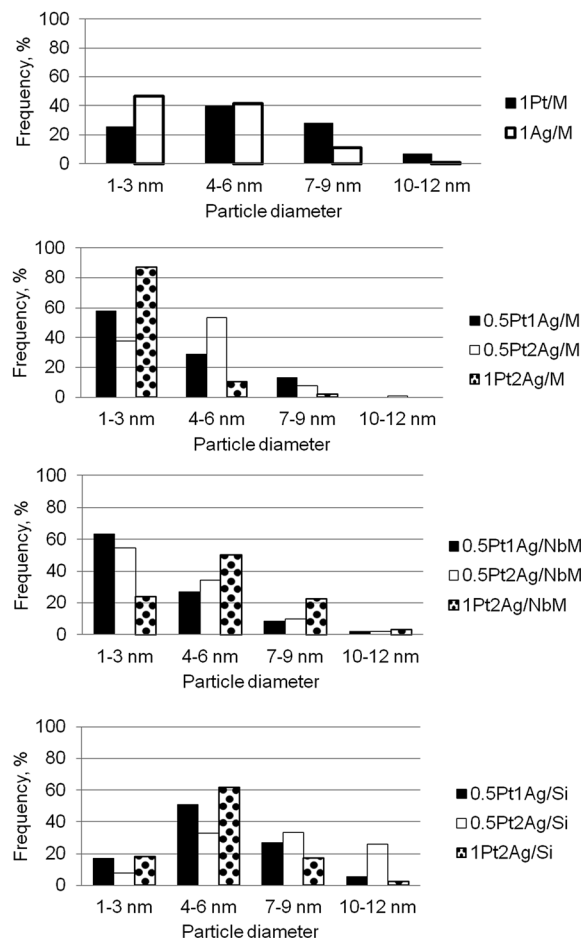 Frequency, %
100
80
60
40
20
0
1-3 nm 4-6 nm 7-9 nm 10-12 nm
Particle diameter
1Pt/M
1Ag/M
Frequency, %
100
80
60
40
20
0
1-3 nm 4-6 nm 7-9 nm 10-12 nm
Particle diameter
0.5Pt1Ag/M
0.5Pt2Ag/M
1Pt2Ag/M
Frequency, %
100
80
60
40
20
0
1-3 nm 4-6 nm 7-9 nm 10-12 nm
Particle diameter
0.5Pt1Ag/NbM
0.5Pt2Ag/NbM
1Pt2Ag/NbM
Frequency, %
100
80
60
40
20
0
1-3 nm 4-6 nm 7-9 nm 10-12 nm
Particle diameter
0.5Pt1Ag/Si
0.5Pt2Ag/Si
1Pt2Ag/Si